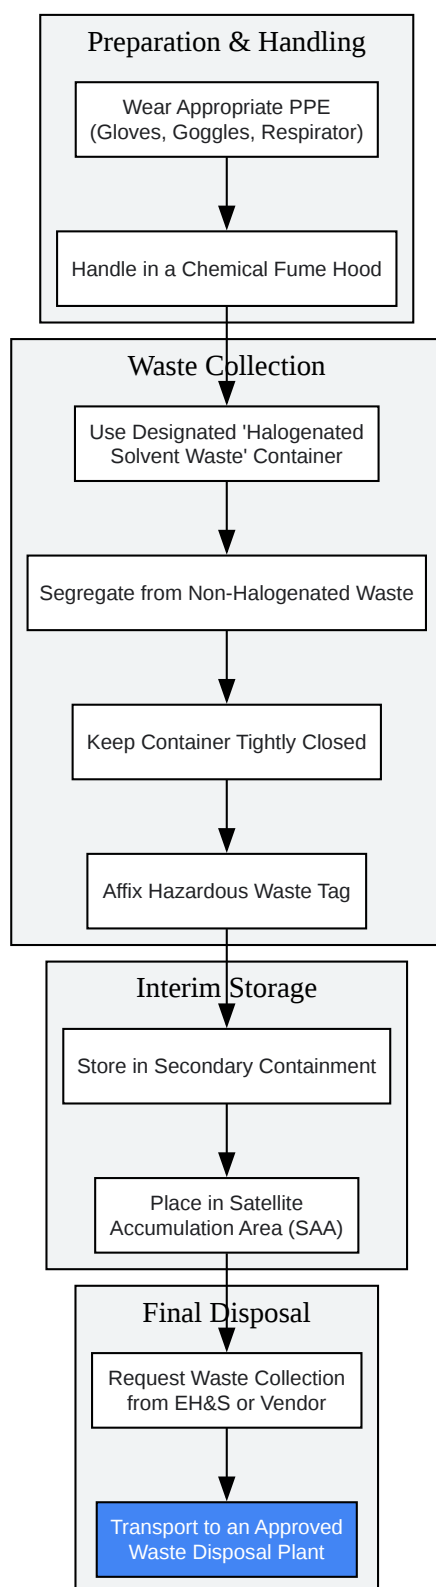 Preparation & Handling
Wear Appropriate PPE
(Gloves, Goggles, Respirator)
Handle in a Chemical Fume Hood
Waste Collection
Use Designated 'Halogenated
Solvent Waste' Container
Segregate from Non-Halogenated Waste
Keep Container Tightly Closed
Affix Hazardous Waste Tag
Interim Storage
Store in Secondary Containment
Place in Satellite
Accumulation Area (SAA)
Final Disposal
Request Waste Collection
from EH&S or Vendor
Transport to an Approved
Waste Disposal Plant